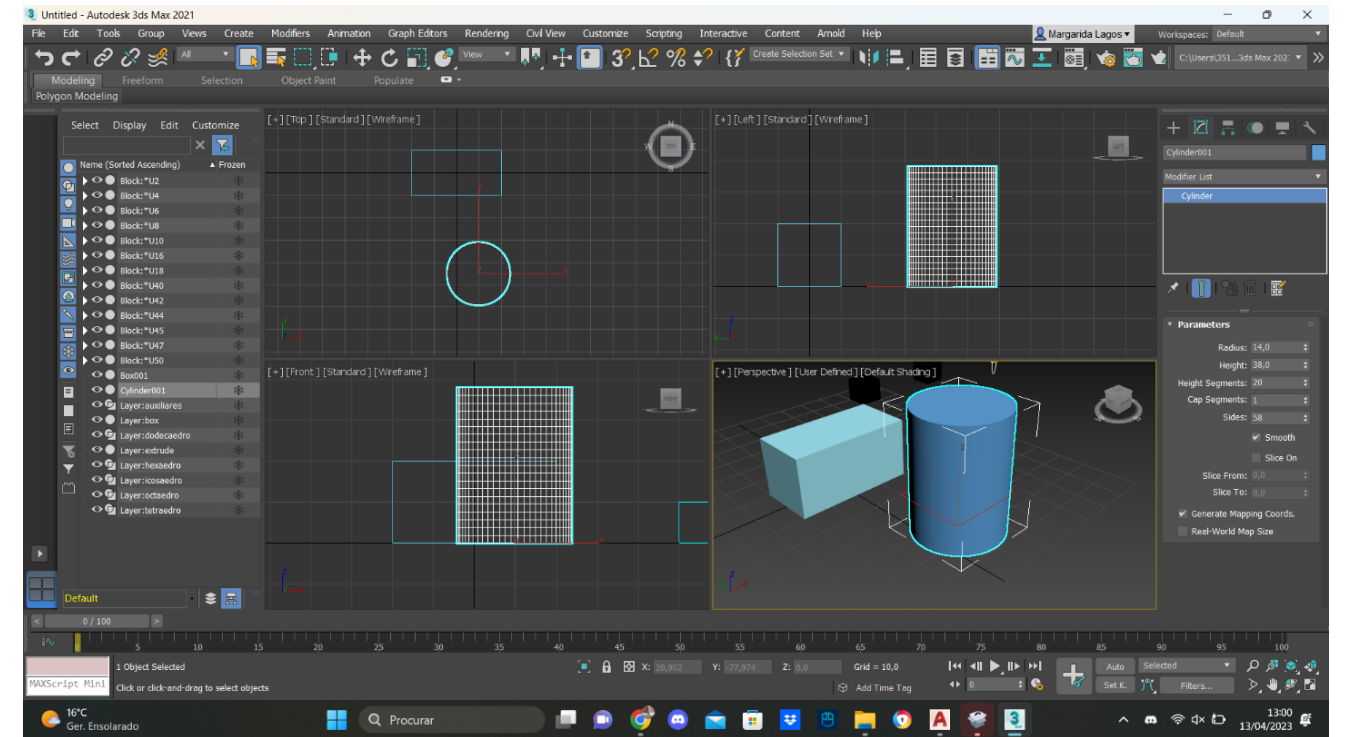 Untitled - Autodesk 3ds Max 2021
File Edit Tools Group Views Create Modifiers Animation Graph Editors Rendering Civil View Customize Scripting Interactive Content Arnold Help Margarida Lagos Workspaces: Default
All View Create Selection Set C:\Users\351...3ds Max 202:
Modeling Freeform Selection Object Paint Populate
Polygon Modeling
Select Display Edit Customize
Name (Sorted Ascending) Frozen
Block:*U2
Block:*U4
Block:*U6
Block:*U8
Block:*U10
Block:*U16
Block:*U18
Block:*U40
Block:*U42
Block:*U44
Block:*U45
Block:*U47
Block:*U50
Box001
Cylinder001
Layer:auxiliares
Layer:box
Layer:dodecaedro
Layer:extrude
Layer:hexaedro
Layer:icosaedro
Layer:octaedro
Layer:tetraedro
Default
[+] [Top ] [Standard ] [Wireframe ]
[+] [Left ] [Standard ] [Wireframe ]
[+] [Front ] [Standard ] [Wireframe ]
[+] [Perspective ] [User Defined ] [Default Shading ]
Cylinder001
Modifier List
Cylinder
Parameters
Radius: 14,0
Height: 38,0
Height Segments: 20
Cap Segments: 1
Sides: 58
Smooth
Slice On
Slice From: 0,0
Slice To: 0,0
Generate Mapping Coords.
Real-World Map Size
0 / 100
5 10 15 20 25 30 35 40 45 50 55 60 65 70 75 80 85 90 95 100
1 Object Selected X: 20,902 Y: -77,974 Z: 0,0 Grid = 10,0 Auto Selected
MAXScript Mini Click or click-and-drag to select objects Add Time Tag 0 Set K. Filters...
16°C
Ger. Ensolarado
Procurar
13:00
13/04/2023